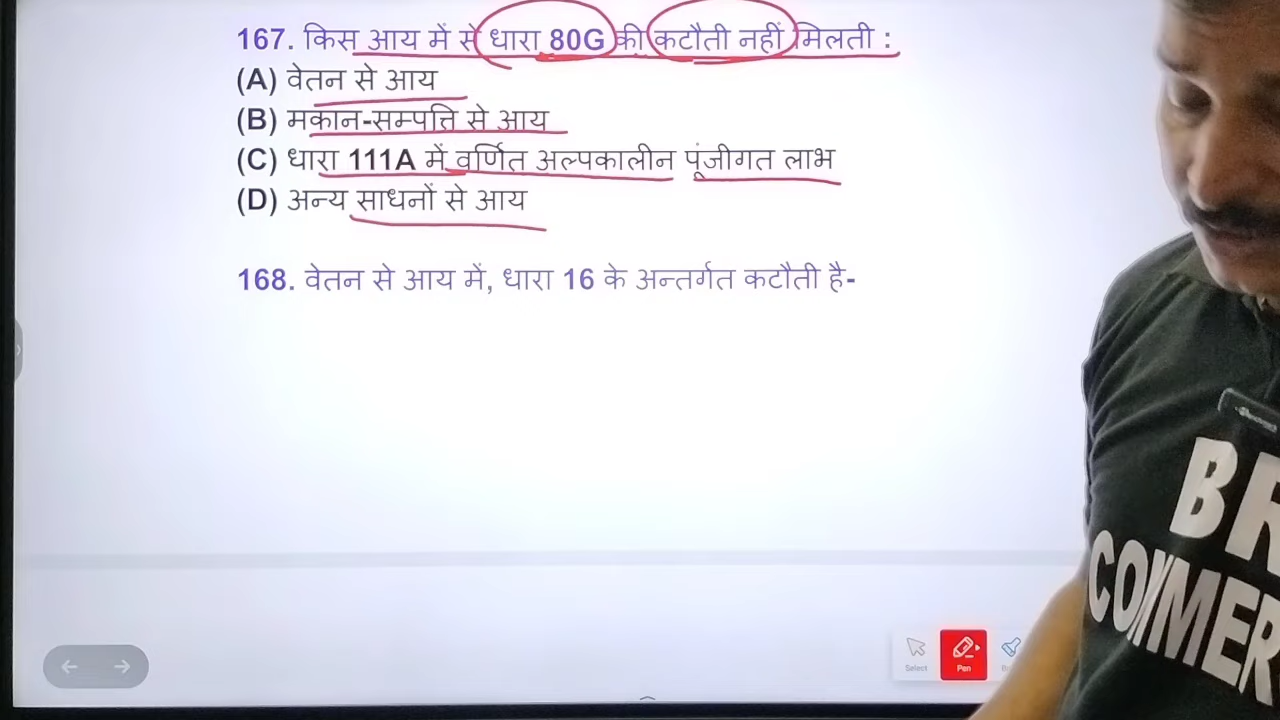 167. किस आय में से धारा 80G की कटौती नहीं मिलती :
(A) वेतन से आय
(B) मकान-सम्पत्ति से आय
(C) धारा 111A में वर्णित अल्पकालीन पूंजीगत लाभ
(D) अन्य साधनों से आय
168. वेतन से आय में, धारा 16 के अन्तर्गत कटौती है-
Select
Pen
BR
COMMER